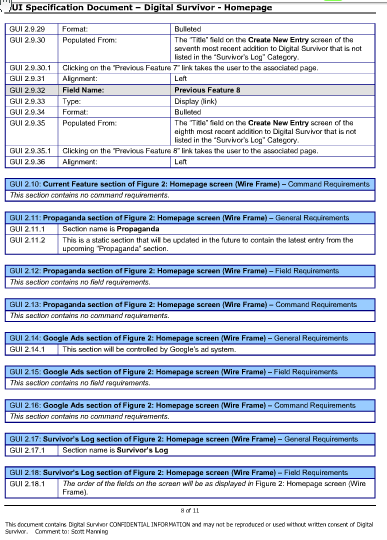 UI Specification Document – Digital Survivor - Homepage
GUI 2.9.29 Format: Bulleted
GUI 2.9.30 Populated From: The "Title" field on the Create New Entry screen of the
seventh most recent addition to Digital Survivor that is not
listed in the "Survivor's Log" Category.
GUI 2.9.30.1 Clicking on the "Previous Feature 7" link takes the user to the associated page.
GUI 2.9.31 Alignment: Left
GUI 2.9.32 Field Name: Previous Feature 8
GUI 2.9.33 Type: Display (link)
GUI 2.9.34 Format: Bulleted
GUI 2.9.35 Populated From: The "Title" field on the Create New Entry screen of the
eighth most recent addition to Digital Survivor that is not
listed in the "Survivor's Log" Category.
GUI 2.9.35.1 Clicking on the "Previous Feature 8" link takes the user to the associated page.
GUI 2.9.36 Alignment: Left
GUI 2.10: Current Feature section of Figure 2: Homepage screen (Wire Frame) – Command Requirements
This section contains no command requirements.
GUI 2.11: Propaganda section of Figure 2: Homepage screen (Wire Frame) – General Requirements
GUI 2.11.1 Section name is Propaganda
GUI 2.11.2 This is a static section that will be updated in the future to contain the latest entry from the
upcoming "Propaganda" section.
GUI 2.12: Propaganda section of Figure 2: Homepage screen (Wire Frame) – Field Requirements
This section contains no field requirements.
GUI 2.13: Propaganda section of Figure 2: Homepage screen (Wire Frame) – Command Requirements
This section contains no command requirements.
GUI 2.14: Google Ads section of Figure 2: Homepage screen (Wire Frame) – General Requirements
GUI 2.14.1 This section will be controlled by Google's ad system.
GUI 2.15: Google Ads section of Figure 2: Homepage screen (Wire Frame) – Field Requirements
This section contains no field requirements.
GUI 2.16: Google Ads section of Figure 2: Homepage screen (Wire Frame) – Command Requirements
This section contains no command requirements.
GUI 2.17: Survivor's Log section of Figure 2: Homepage screen (Wire Frame) – General Requirements
GUI 2.17.1 Section name is Survivor's Log
GUI 2.18: Survivor's Log section of Figure 2: Homepage screen (Wire Frame) – Field Requirements
GUI 2.18.1 The order of the fields on the screen will be as displayed in Figure 2: Homepage screen (Wire
Frame).
8 of 11
This document contains Digital Survivor CONFIDENTIAL INFORMATION and may not be reproduced or used without written consent of Digital
Survivor. Comment to: Scott Manning